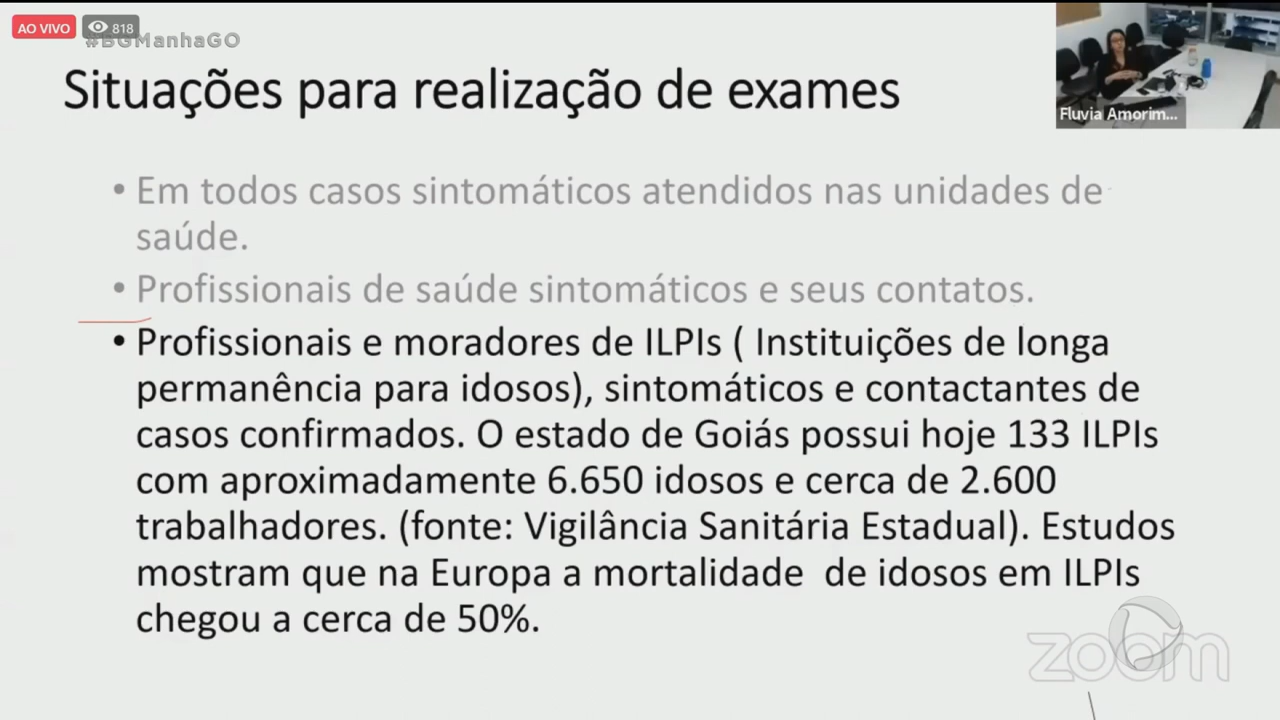 AO VIVO
818
#BGManhaGO
Situações para realização de exames
Fluvia Amorim...
• Em todos casos sintomáticos atendidos nas unidades de
saúde.
• Profissionais de saúde sintomáticos e seus contatos.
• Profissionais e moradores de ILPIs ( Instituições de longa
permanência para idosos), sintomáticos e contactantes de
casos confirmados. O estado de Goiás possui hoje 133 ILPIs
com aproximadamente 6.650 idosos e cerca de 2.600
trabalhadores. (fonte: Vigilância Sanitária Estadual). Estudos
mostram que na Europa a mortalidade  de idosos em ILPIs
chegou a cerca de 50%.
zoom